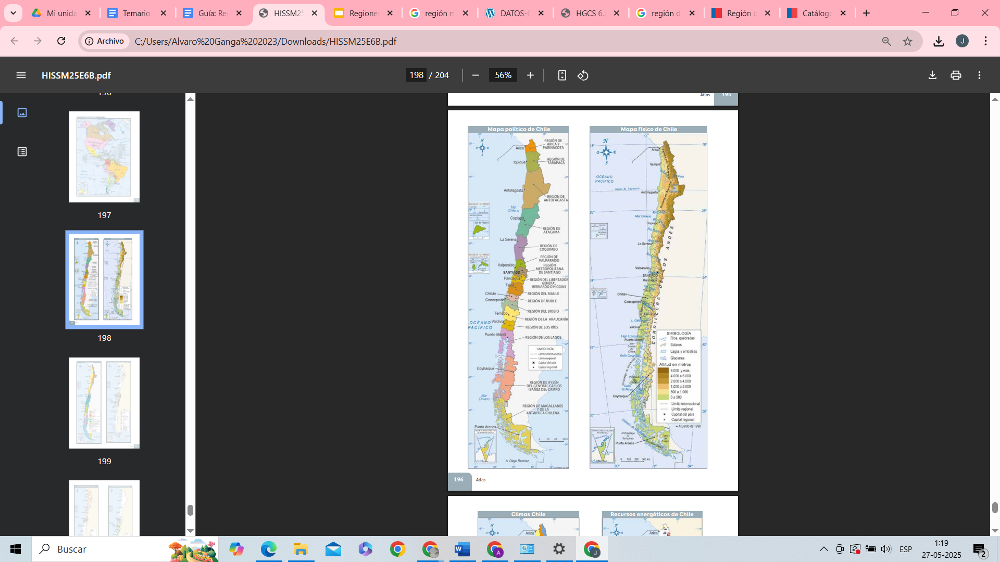 Mi unida
Temario
Guía: Re
HISSM25
Regione
región m
DATOS-
HGCS 6.
región d
Región
Catálogo
Archivo
C:/Users/Alvaro%20Ganga%202023/Downloads/HISSM25E6B.pdf
J
HISSM25E6B.pdf
198 / 204
56%
197
198
199
Atlas
195
Mapa político de Chile
REGIÓN DE
ARICA Y
PARINACOTA
Arica
REGIÓN DE
TARAPACÁ
Iquique
Antofagasta
REGIÓN DE
ANTOFAGASTA
Mar
Chileno
Copiapó
REGIÓN DE
ATACAMA
La Serena
REGIÓN DE
COQUIMBO
REGIÓN DE
VALPARAÍSO
Valparaíso
REGIÓN
METROPOLITANA
DE SANTIAGO
SANTIAGO
Rancagua
REGIÓN DEL LIBERTADOR
GENERAL
BERNARDO O'HIGGINS
Talca
REGIÓN DEL MAULE
Chillán
REGIÓN DE ÑUBLE
Concepción
REGIÓN DEL BIOBÍO
Temuco
REGIÓN DE LA ARAUCANÍA
OCÉANO
PACÍFICO
Valdivia
REGIÓN DE LOS RÍOS
Puerto Montt
REGIÓN DE LOS LAGOS
SIMBOLOGÍA
Límite internacional
Límite regional
Capital del país
Capital regional
Coyhaique
REGIÓN DE AYSÉN
DEL GENERAL CARLOS
IBÁÑEZ DEL CAMPO
Mar
Chileno
REGIÓN DE MAGALLANES
Y DE LA
ANTÁRTICA CHILENA
Punta Arenas
Is. Diego Ramírez
Mapa físico de Chile
N
O E
S
Arica
Iquique
OCÉANO
PACÍFICO
Antofagasta
Mar Chileno
Copiapó
La Serena
CORDILLERA DE LOS ANDES
Valparaíso
SANTIAGO
Rancagua
Talca
Chillán
Concepción
Temuco
Valdivia
Puerto Montt
Coyhaique
SIMBOLOGÍA
Ríos, quebradas
Salares
Lagos y embalses
Glaciares
Altitud en metros
6.000 y más
4.000 a 6.000
2.000 a 4.000
1.000 a 2.000
500 a 1.000
0 a 500
Límite internacional
Límite regional
Capital del país
Capital regional
Acuerdo de 1998
Punta Arenas
0 100 200 300 km
80° 72° 64°
196
Atlas
Climas Chile
Arica
Recursos energéticos de Chile
Arica
Buscar
ESP
1:19
27-05-2025
2